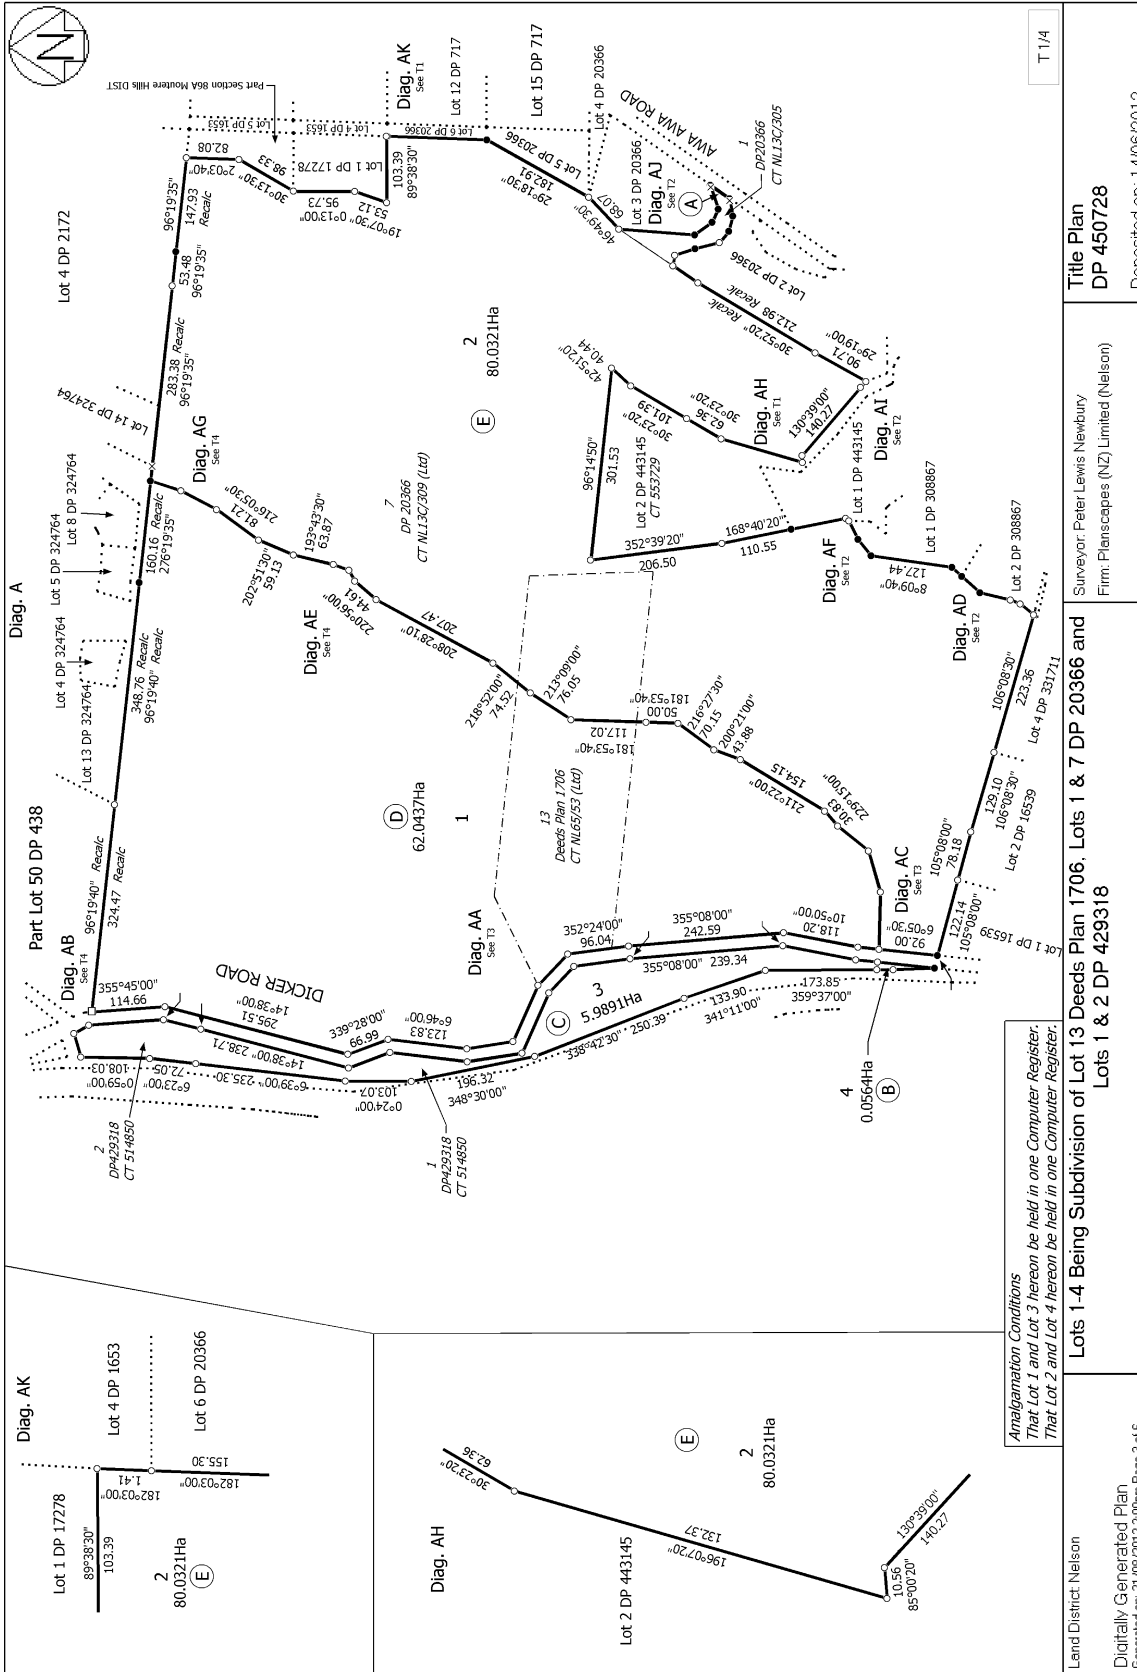 Diag. AK
Lot 1 DP 17278
89°38'30"
103.39
Lot 4 DP 1653
1.41
182°03'00"
Lot 6 DP 20366
155.30
182°03'00"
2
80.0321Ha
E
Diag. AH
Lot 2 DP 443145
30°23'20"
62.36
196°07'20"
132.37
10.56
85°00'20"
130°39'00"
140.27
E
2
80.0321Ha
Diag. A
N
Part Lot 50 DP 438
Lot 13 DP 324764
Lot 4 DP 324764
Lot 5 DP 324764
Lot 8 DP 324764
Lot 14 DP 324764
Lot 4 DP 2172
Diag. AB
See T4
96°19'40" Recalc
324.47 Recalc
348.76 Recalc
96°19'40" Recalc
160.16 Recalc
276°19'35"
283.38 Recalc
96°19'35"
53.48
96°19'35"
96°19'35"
147.93
Recalc
82.08
2°03'40"
98.33
30°13'30"
Part Section 86A Moutere Hills DIST
Lot 5 DP 1653
Lot 4 DP 1653
Lot 1 DP 17278
95.73
0°13'00"
53.12
19°07'30"
103.39
89°38'30"
Diag. AK
See T1
Lot 6 DP 20366
Lot 12 DP 717
Lot 15 DP 717
Lot 5 DP 20366
182.91
29°18'30"
Lot 4 DP 20366
68.07
46°49'30"
Lot 3 DP 20366
Diag. AJ
See T2
A
AWA AWA ROAD
1
DP20366
CT NL13C/305
Lot 2 DP 20366
212.98 Recalc
30°52'20" Recalc
90.71
29°19'00"
Diag. AG
See T4
216°05'30"
81.21
202°51'30"
59.13
193°43'30"
63.87
44.61
220°56'00"
Diag. AE
See T4
207.47
208°28'10"
218°52'00"
74.52
213°09'00"
76.05
117.02
181°53'40"
50.00
181°53'40"
216°27'30"
70.15
200°21'00"
43.88
154.15
211°22'00"
30.83
229°15'00"
7
DP 20366
CT NL13C/309 (Ltd)
2
80.0321Ha
E
42°51'20"
40.44
101.39
30°23'20"
62.36
30°23'20"
Diag. AH
See T1
130°39'00"
140.27
Diag. AI
See T2
96°14'50"
301.53
Lot 2 DP 443145
CT 553729
352°39'20"
206.50
168°40'20"
110.55
Lot 1 DP 443145
Diag. AF
See T2
Lot 1 DP 308867
127.44
8°09'40"
Lot 2 DP 308867
Diag. AD
See T2
106°08'30"
223.36
Lot 4 DP 331711
129.10
106°08'30"
Lot 2 DP 16539
105°08'00"
78.18
122.14
105°08'00"
Lot 1 DP 16539
Diag. AC
See T3
6°05'30"
92.00
D
62.0437Ha
1
13
Deeds Plan 1706
CT NL65/53 (Ltd)
DICKER ROAD
355°45'00"
114.66
14°38'00"
295.51
14°38'00" 238.71
339°28'00"
66.99
6°46'00"
123.83
Diag. AA
See T3
352°24'00"
96.04
355°08'00"
242.59
355°08'00" 239.34
10°50'00"
118.20
108.03
0°59'00"
72.05
6°23'00"
6°39'00" 235.30
103.07
0°24'00"
196.32
348°30'00"
3
5.9891Ha
C
338°42'30" 250.39
133.90
341°11'00"
173.85
359°37'00"
4
0.0564Ha
B
2
DP429318
CT 514850
1
DP429318
CT 514850
Amalgamation Conditions
That Lot 1 and Lot 3 hereon be held in one Computer Register.
That Lot 2 and Lot 4 hereon be held in one Computer Register.
T 1/4
Land District: Nelson
Digitally Generated Plan
Lots 1-4 Being Subdivision of Lot 13 Deeds Plan 1706, Lots 1 & 7 DP 20366 and
Lots 1 & 2 DP 429318
Surveyor: Peter Lewis Newbury
Firm: Planscapes (NZ) Limited (Nelson)
Title Plan
DP 450728